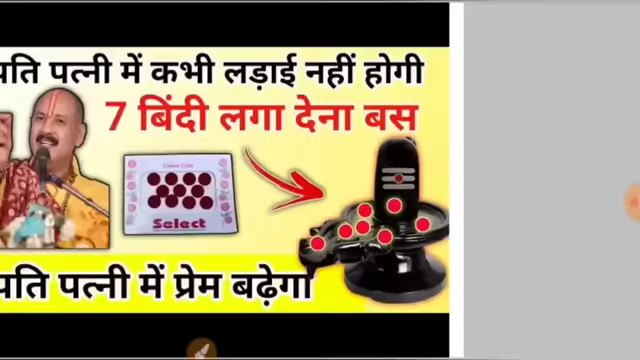 पति पत्नी में कभी लड़ाई नहीं होगी
7 बिंदी लगा देना बस
Select
पति पत्नी में प्रेम बढ़ेगा